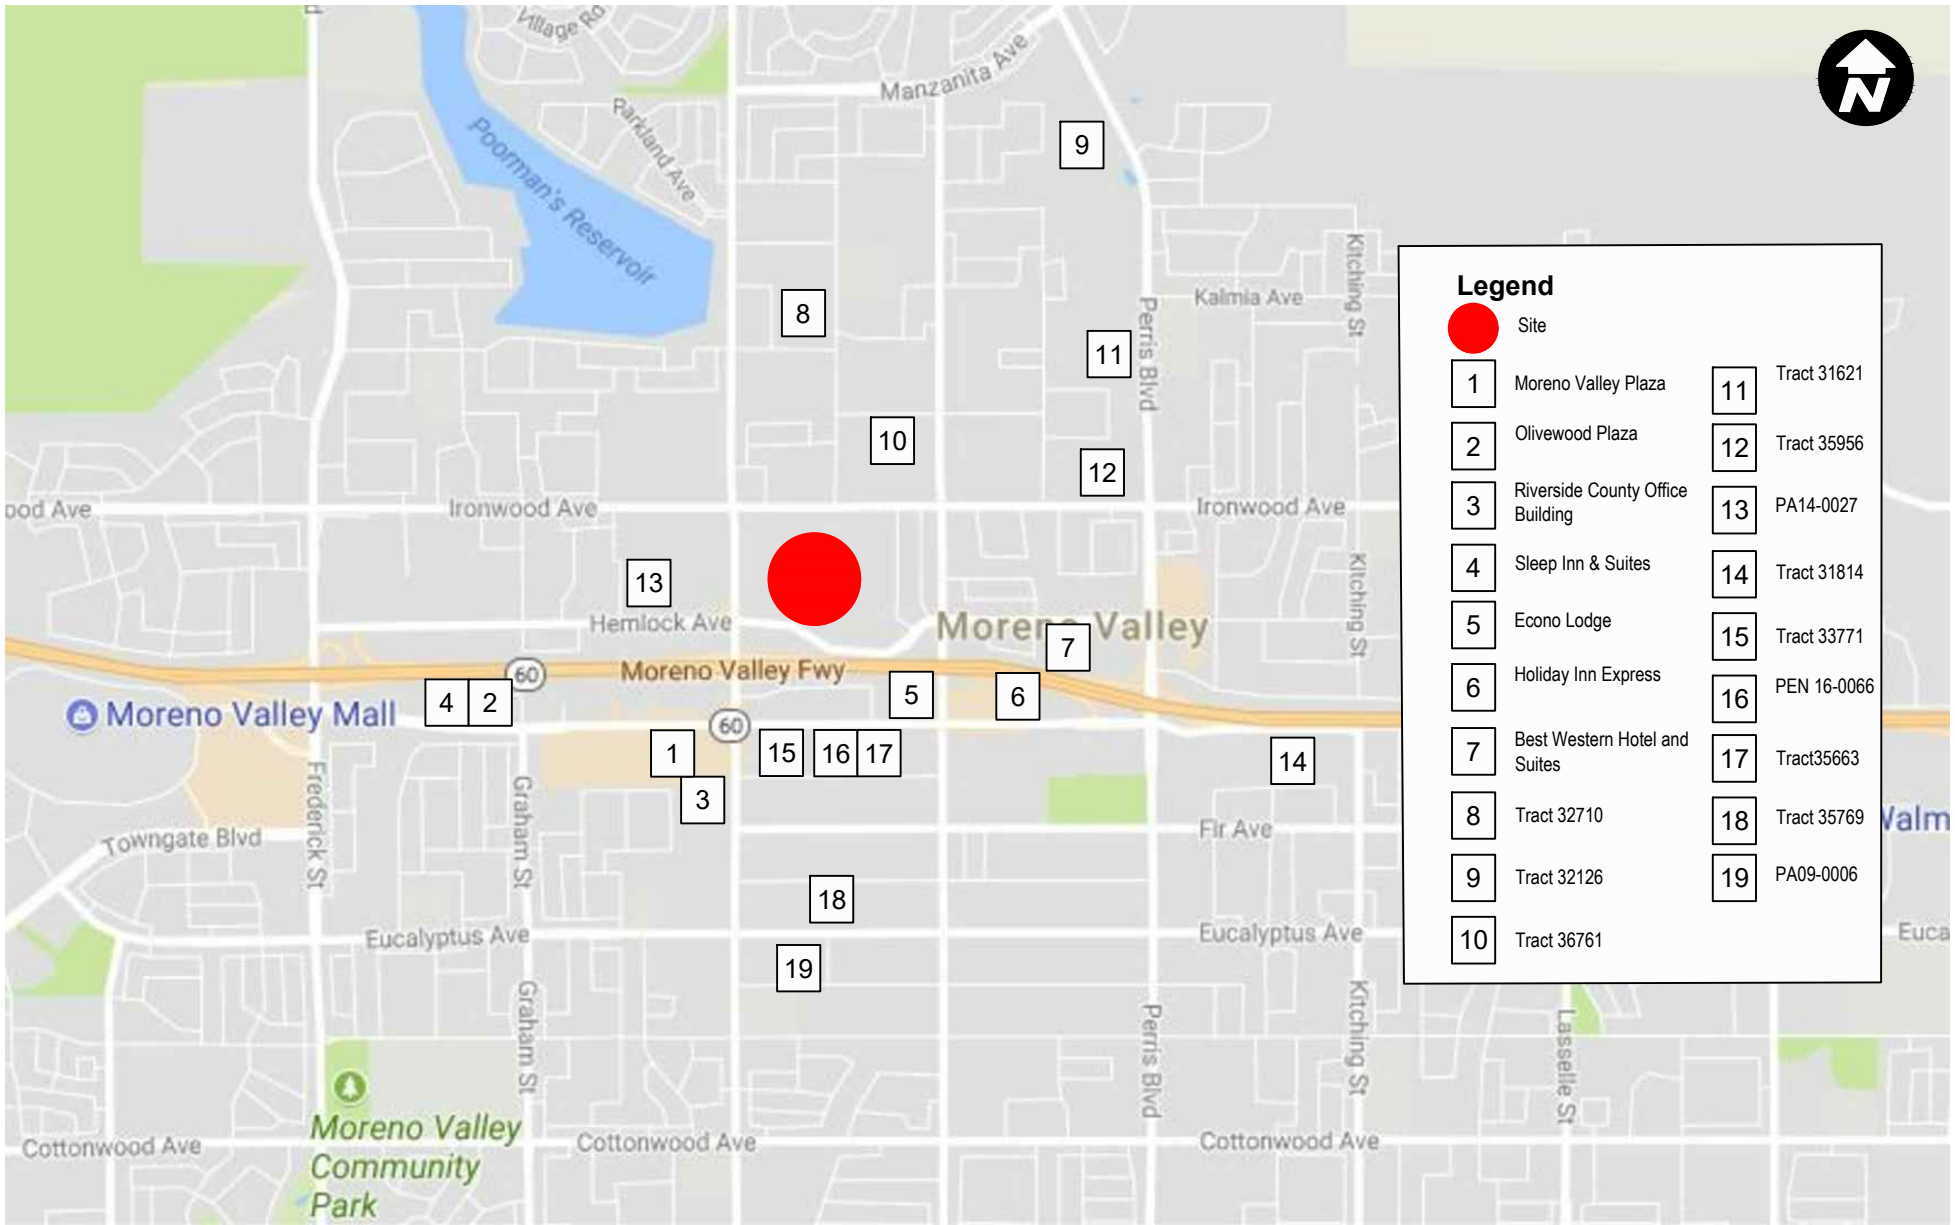 Village Rd
Manzanita Ave
N
Parkland Ave
Poorman's Reservoir
9
Kitching St
Kalmia Ave
8
Perris Blvd
11
10
12
ood Ave
Ironwood Ave
Ironwood Ave
13
Kitching St
Hemlock Ave
Moreno Valley
7
Moreno Valley Fwy
60
4
2
5
6
Moreno Valley Mall
60
1
15
16
17
14
3
Frederick St
Graham St
Towngate Blvd
Fir Ave
Walm
18
Eucalyptus Ave
Eucalyptus Ave
Euca
19
Graham St
Perris Blvd
Kitching St
Lasselle St
Moreno Valley
Community
Park
Cottonwood Ave
Cottonwood Ave
Cottonwood Ave
Legend
Site
1 Moreno Valley Plaza
2 Olivewood Plaza
3 Riverside County Office
Building
4 Sleep Inn & Suites
5 Econo Lodge
6 Holiday Inn Express
7 Best Western Hotel and
Suites
8 Tract 32710
9 Tract 32126
10 Tract 36761
11 Tract 31621
12 Tract 35956
13 PA14-0027
14 Tract 31814
15 Tract 33771
16 PEN 16-0066
17 Tract35663
18 Tract 35769
19 PA09-0006